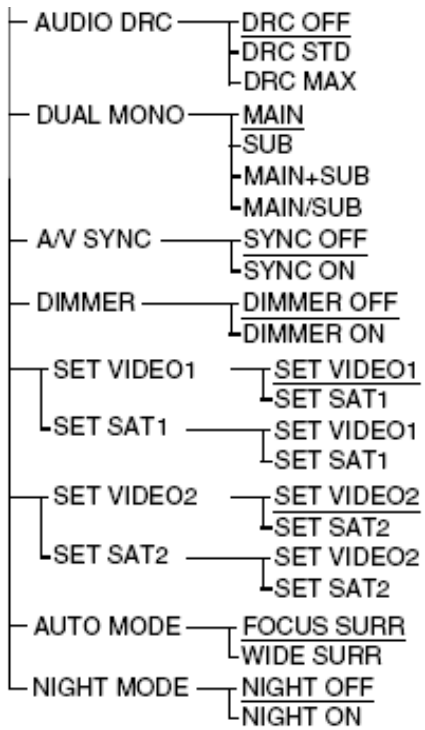 AUDIO DRC DRC OFF
DRC STD
DRC MAX
DUAL MONO MAIN
SUB
MAIN+SUB
MAIN/SUB
A/V SYNC SYNC OFF
SYNC ON
DIMMER DIMMER OFF
DIMMER ON
SET VIDEO1 SET VIDEO1
SET SAT1
SET SAT1 SET VIDEO1
SET SAT1
SET VIDEO2 SET VIDEO2
SET SAT2
SET SAT2 SET VIDEO2
SET SAT2
AUTO MODE FOCUS SURR
WIDE SURR
NIGHT MODE NIGHT OFF
NIGHT ON